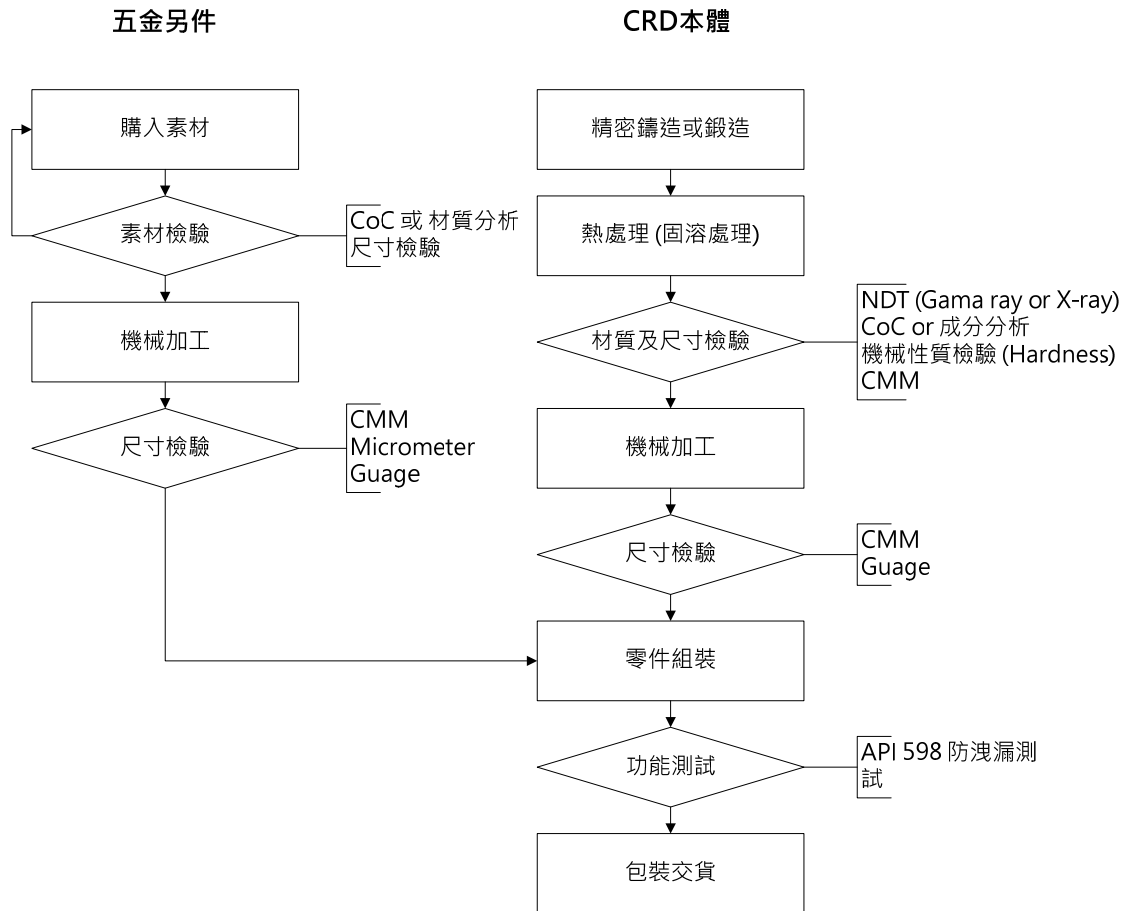 五金另件
購入素材
素材檢驗
CoC 或 材質分析
尺寸檢驗
機械加工
尺寸檢驗
CMM
Micrometer
Guage
CRD本體
精密鑄造或鍛造
熱處理 (固溶處理)
材質及尺寸檢驗
NDT (Gama ray or X-ray)
CoC or 成分分析
機械性質檢驗 (Hardness)
CMM
機械加工
尺寸檢驗
CMM
Guage
零件組裝
功能測試
API 598 防洩漏測
試
包裝交貨